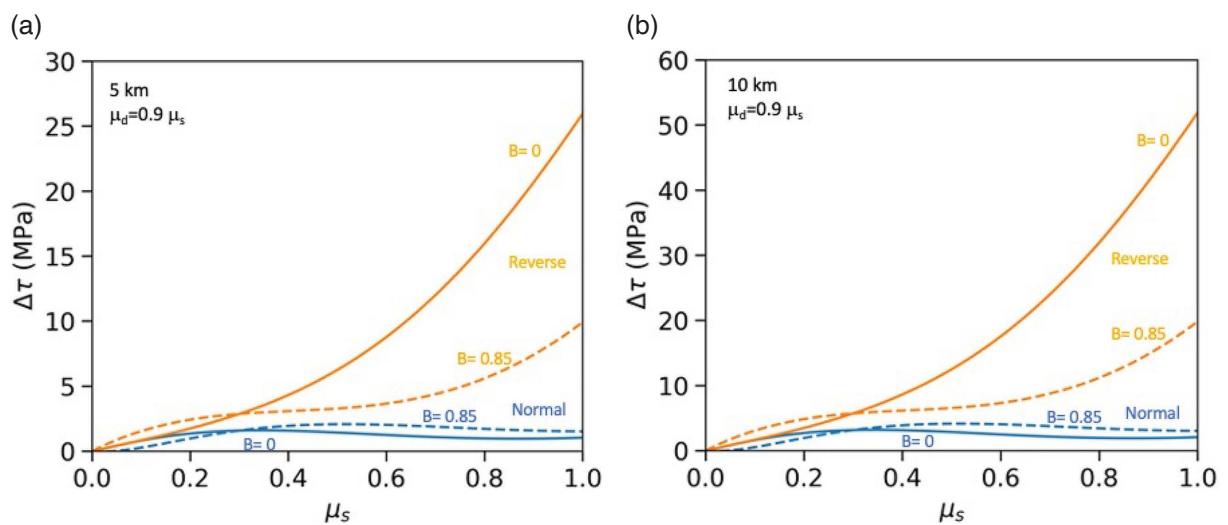 (a)
30
25
20
15
10
5
0
Δτ (MPa)
5 km
μd=0.9 μs
B= 0
Reverse
B= 0.85
Normal
B= 0.85
B= 0
0.0 0.2 0.4 0.6 0.8 1.0
μs
(b)
60
50
40
30
20
10
0
Δτ (MPa)
10 km
μd=0.9 μs
B= 0
Reverse
B= 0.85
Normal
B= 0.85
B= 0
0.0 0.2 0.4 0.6 0.8 1.0
μs